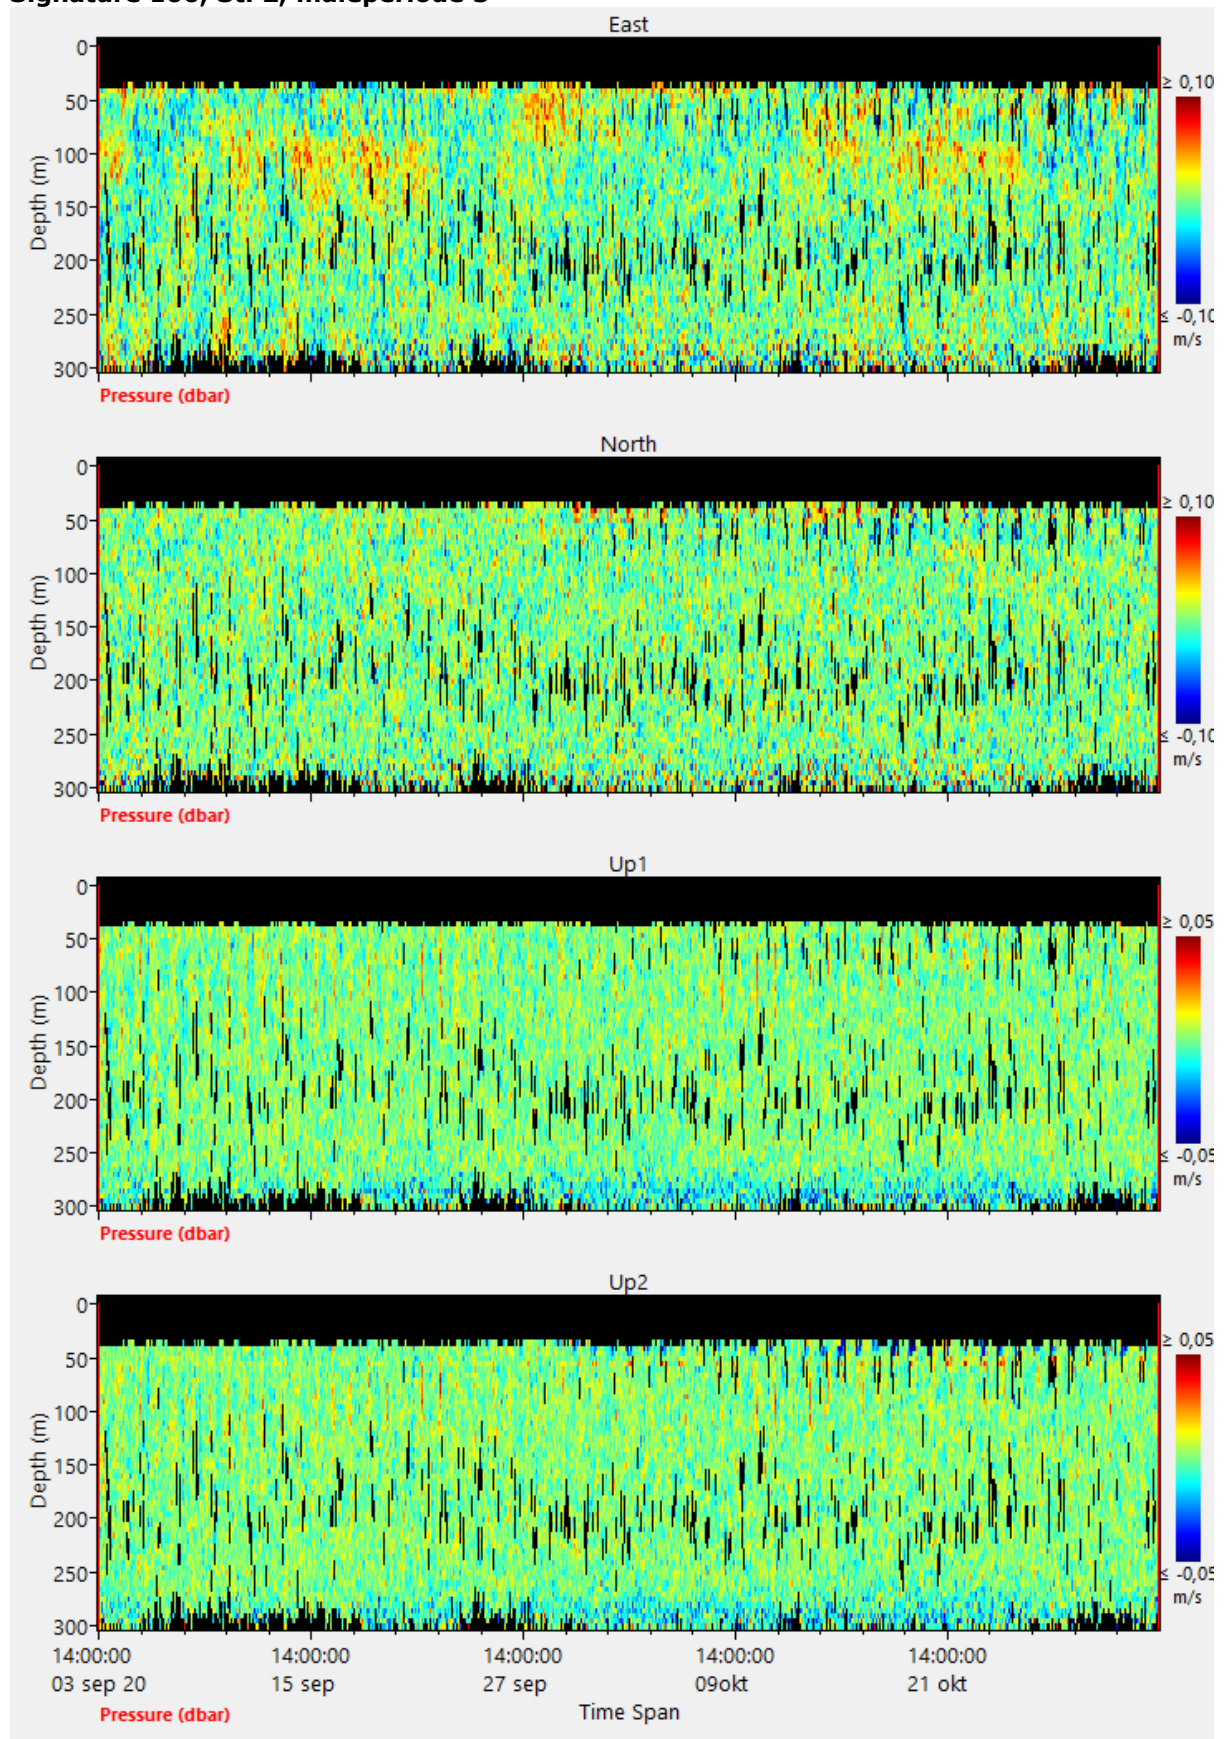 East
0
50
100
150
200
250
300
Depth (m)
≥ 0,10
≤ -0,10
m/s
Pressure (dbar)
North
0
50
100
150
200
250
300
Depth (m)
≥ 0,10
≤ -0,10
m/s
Pressure (dbar)
Up1
0
50
100
150
200
250
300
Depth (m)
≥ 0,05
≤ -0,05
m/s
Pressure (dbar)
Up2
0
50
100
150
200
250
300
Depth (m)
≥ 0,05
≤ -0,05
m/s
14:00:00 14:00:00 14:00:00 14:00:00 14:00:00
03 sep 20 15 sep 27 sep 09okt 21 okt
Pressure (dbar) Time Span